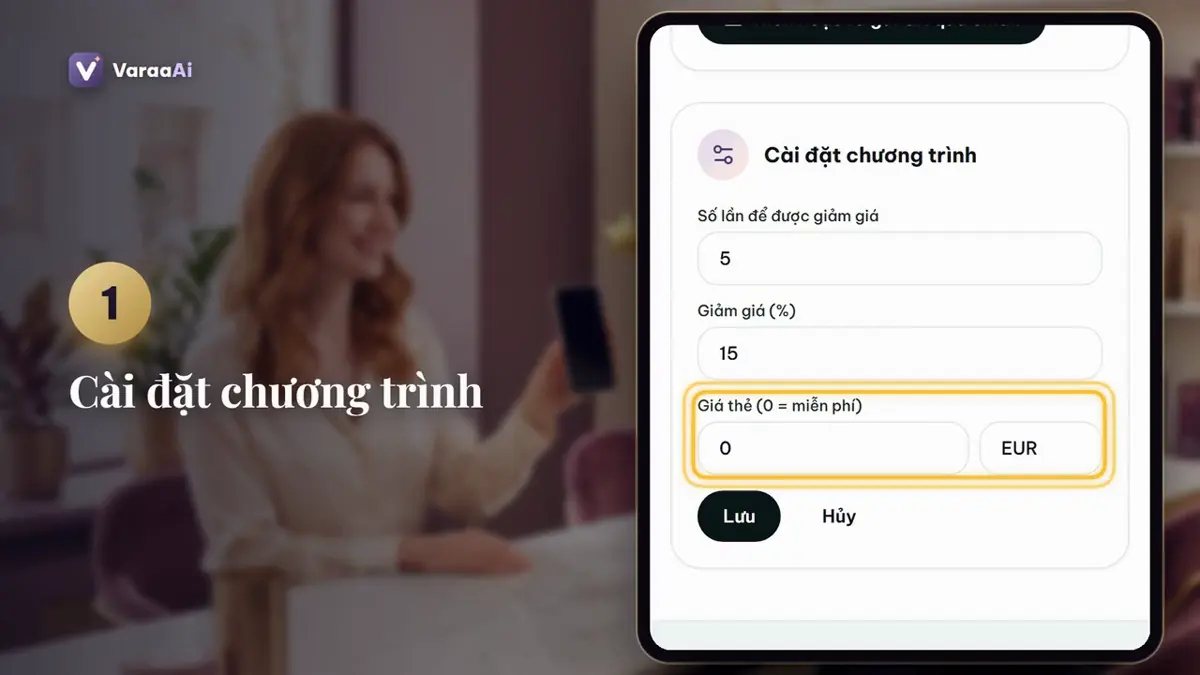 VaraaAi
1
Cài đặt chương trình
Cài đặt chương trình
Số lần để được giảm giá
5
Giảm giá (%)
15
Giá thẻ (0 = miễn phí)
0
EUR
Lưu
Hủy